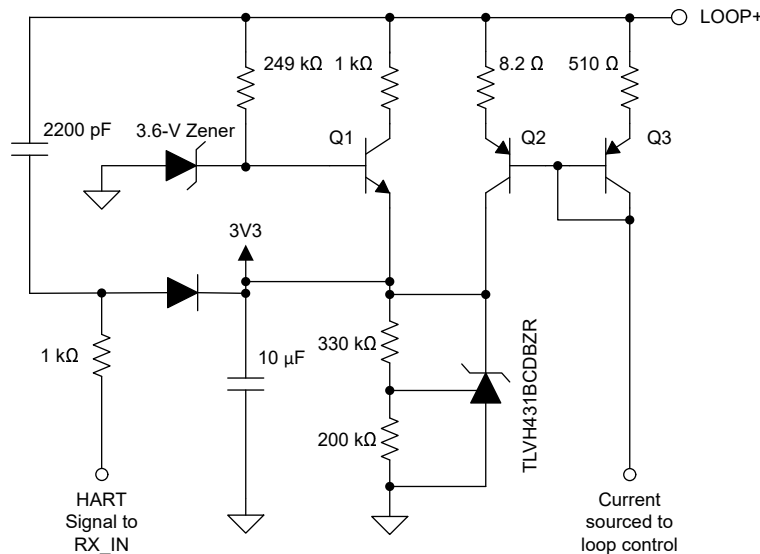 LOOP+
249 kΩ
1 kΩ
8.2 Ω
510 Ω
2200 pF
3.6-V Zener
Q1
Q2
Q3
3V3
1 kΩ
10 µF
330 kΩ
200 kΩ
TLVH431BCDBZR
HART
Signal to
RX_IN
Current
sourced to
loop control